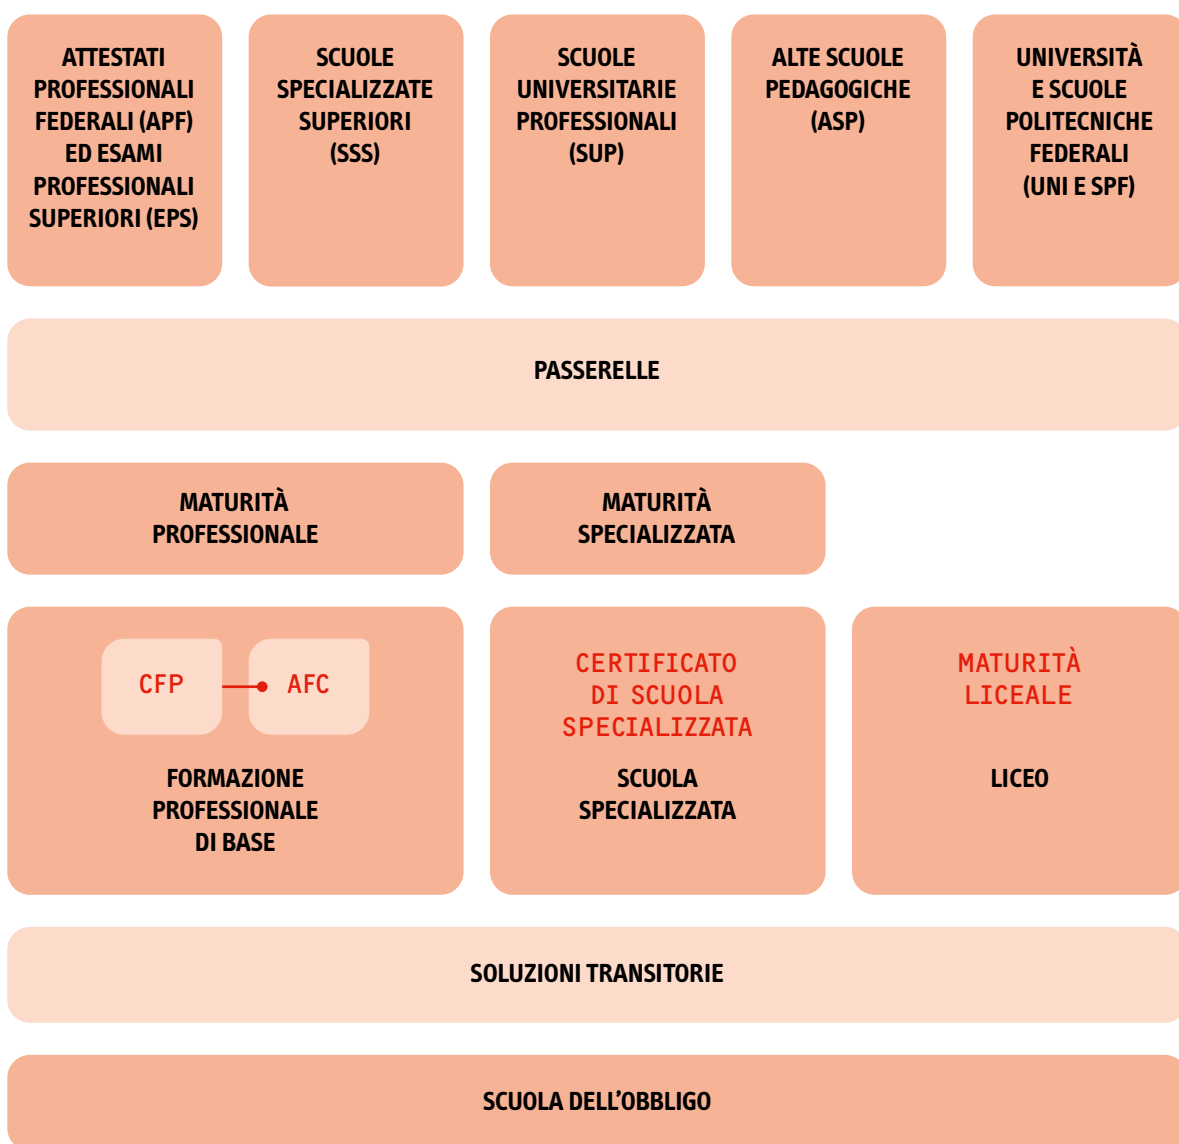 ATTESTATI
PROFESSIONALI
FEDERALI (APF)
ED ESAMI
PROFESSIONALI
SUPERIORI (EPS)
SCUOLE
SPECIALIZZATE
SUPERIORI
(SSS)
SCUOLE
UNIVERSITARIE
PROFESSIONALI
(SUP)
ALTE SCUOLE
PEDAGOGICHE
(ASP)
UNIVERSITÀ
E SCUOLE
POLITECNICHE
FEDERALI
(UNI E SPF)
PASSERELLE
MATURITÀ
PROFESSIONALE
MATURITÀ
SPECIALIZZATA
CFP
AFC
FORMAZIONE
PROFESSIONALE
DI BASE
CERTIFICATO
DI SCUOLA
SPECIALIZZATA
SCUOLA
SPECIALIZZATA
MATURITÀ
LICEALE
LICEO
SOLUZIONI TRANSITORIE
SCUOLA DELL'OBBLIGO